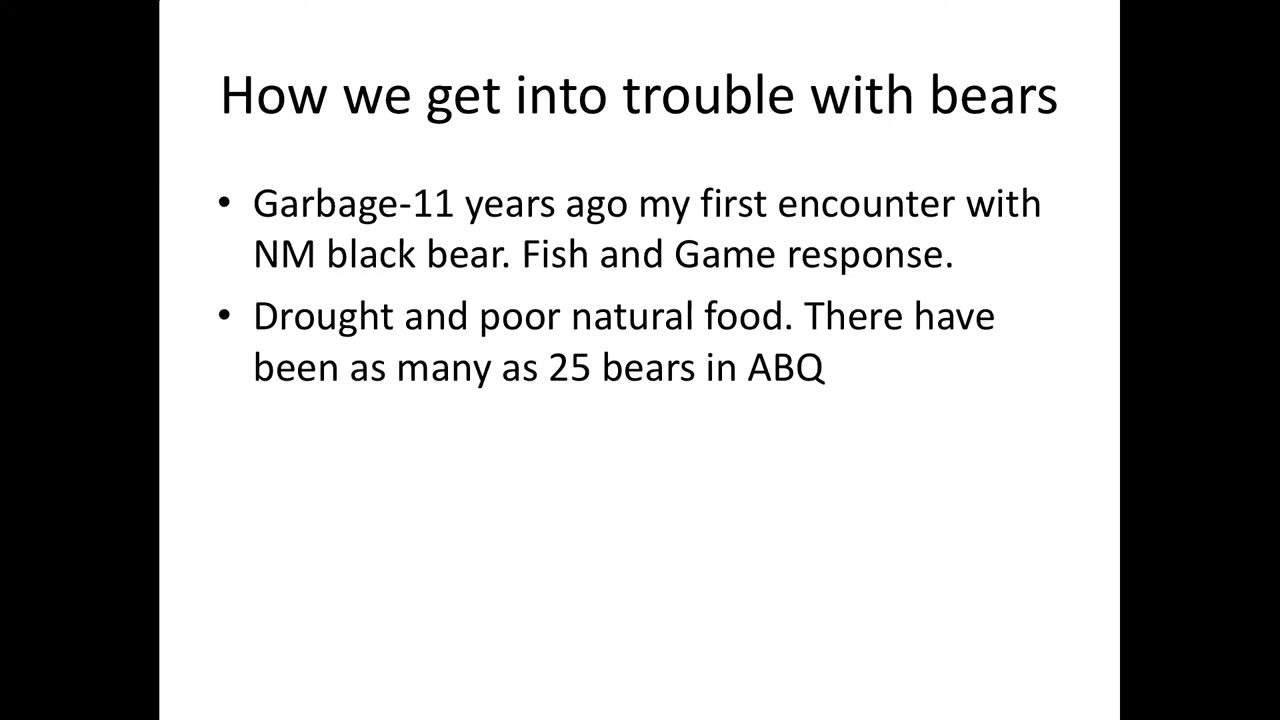 How we get into trouble with bears
• Garbage-11 years ago my first encounter with
NM black bear. Fish and Game response.
• Drought and poor natural food. There have
been as many as 25 bears in ABQ